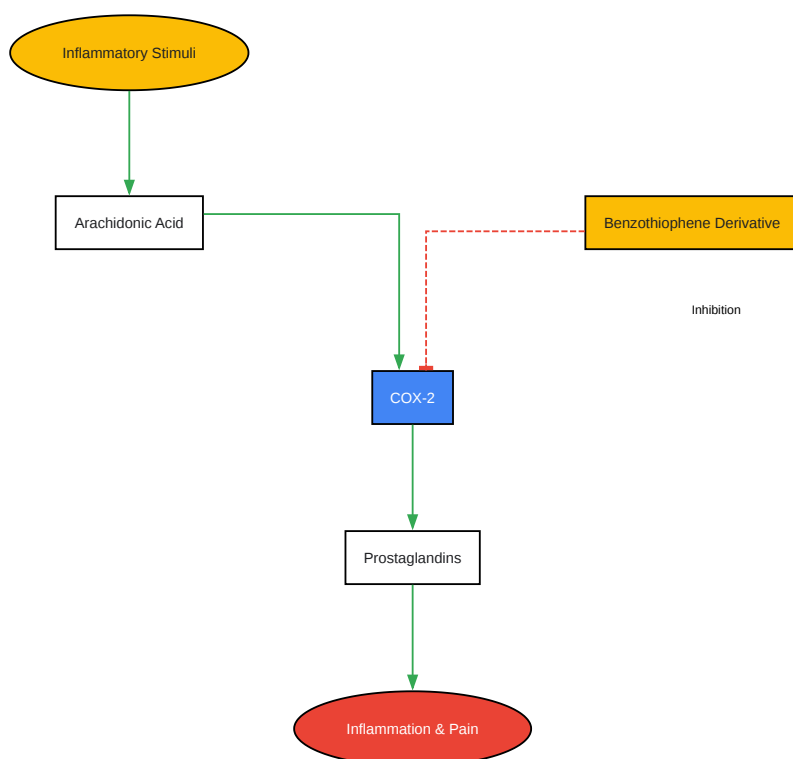 Inflammatory Stimuli
Arachidonic Acid
Benzothiophene Derivative
Inhibition
COX-2
Prostaglandins
Inflammation & Pain